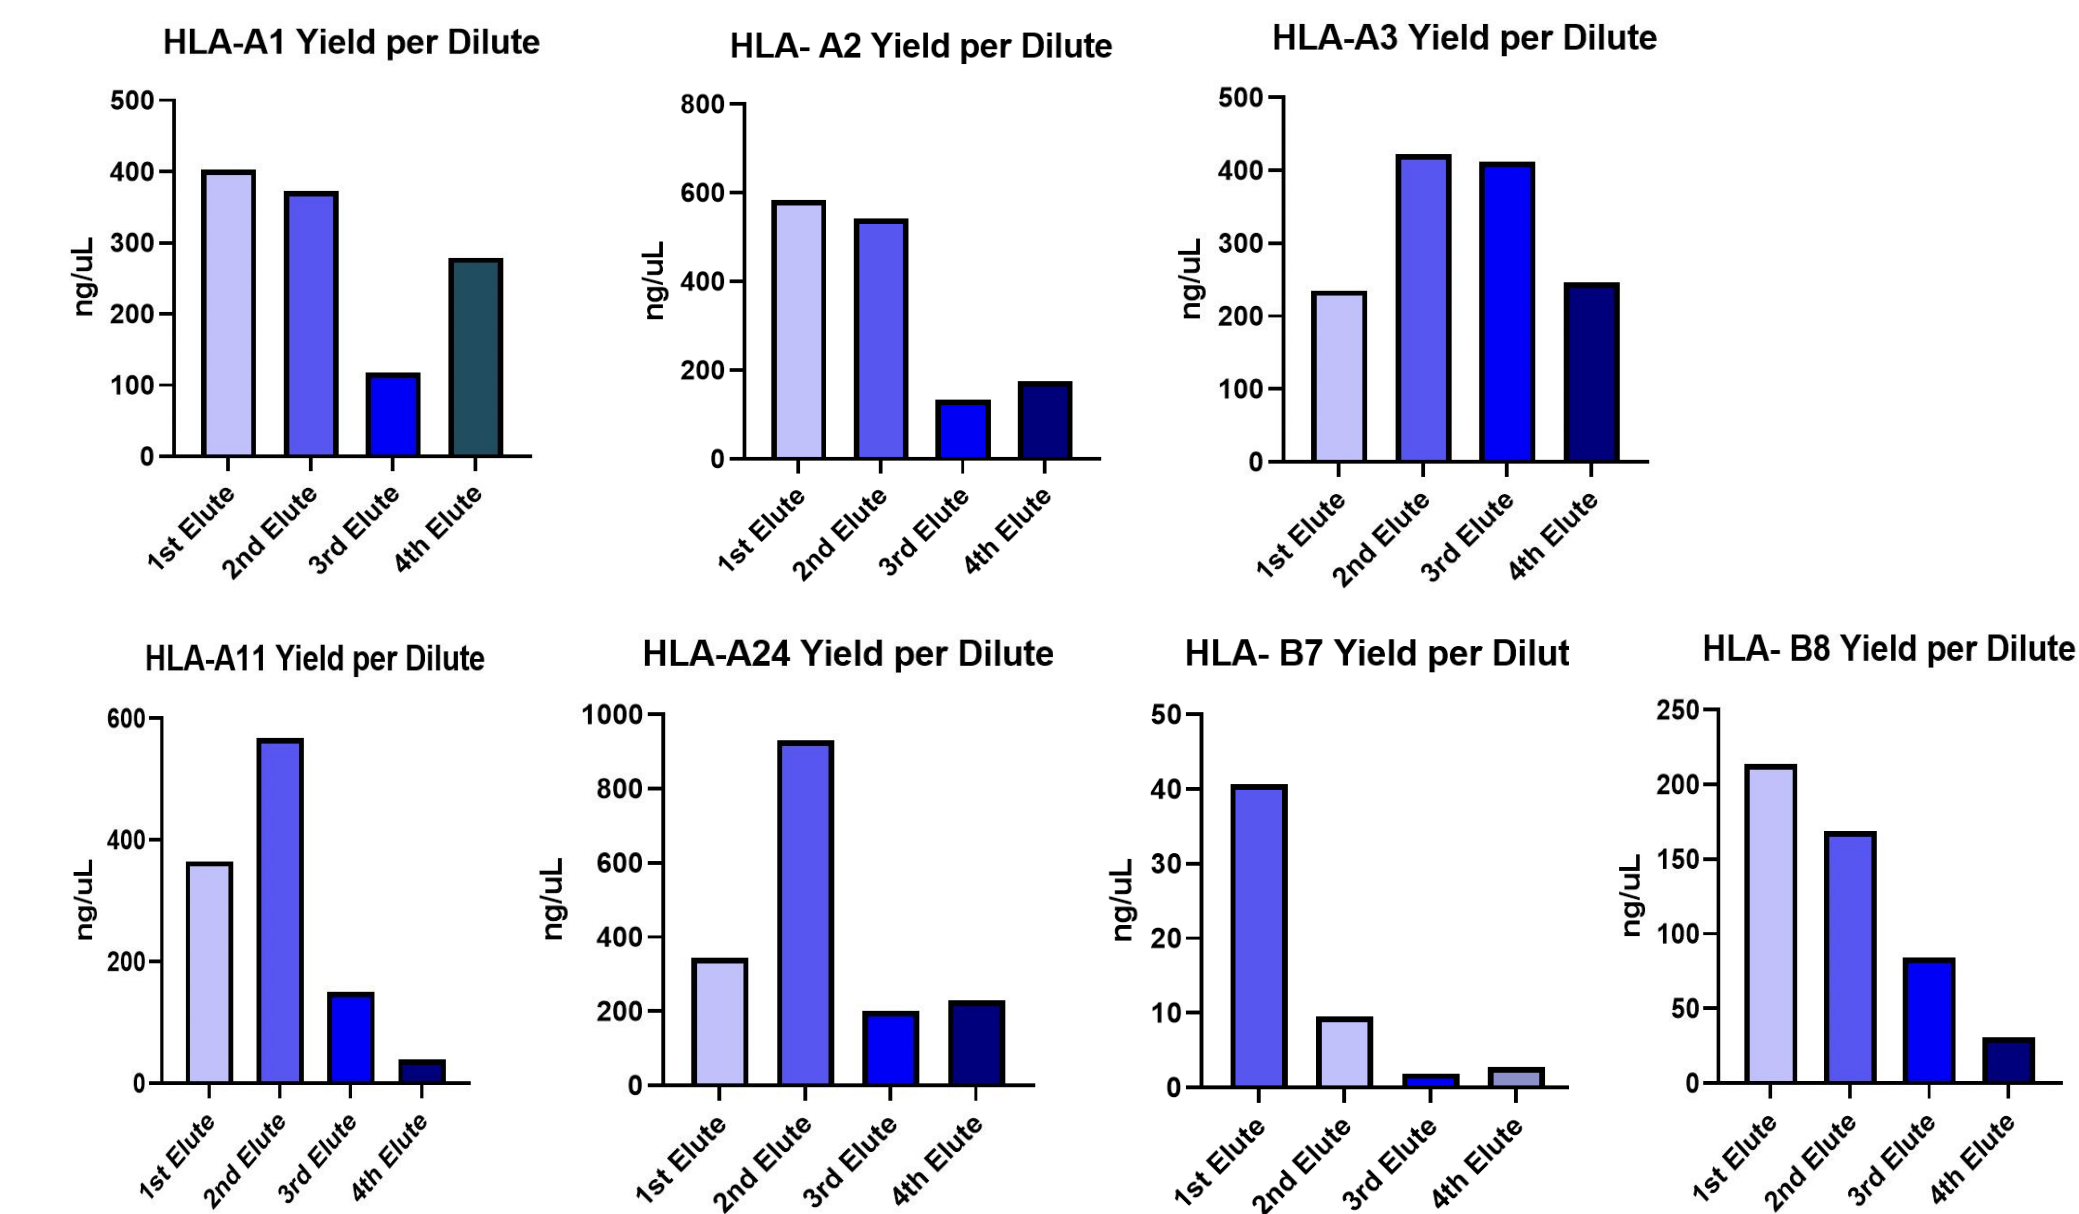 HLA-A1 Yield per Dilute
500
400
300
200
100
0
ng/uL
1st Elute
2nd Elute
3rd Elute
4th Elute
HLA- A2 Yield per Dilute
800
600
400
200
0
ng/uL
1st Elute
2nd Elute
3rd Elute
4th Elute
HLA-A3 Yield per Dilute
500
400
300
200
100
0
ng/uL
1st Elute
2nd Elute
3rd Elute
4th Elute
HLA-A11 Yield per Dilute
600
400
200
0
ng/uL
1st Elute
2nd Elute
3rd Elute
4th Elute
HLA-A24 Yield per Dilute
1000
800
600
400
200
0
ng/uL
1st Elute
2nd Elute
3rd Elute
4th Elute
HLA- B7 Yield per Dilut
50
40
30
20
10
0
ng/uL
1st Elute
2nd Elute
3rd Elute
4th Elute
HLA- B8 Yield per Dilute
250
200
150
100
50
0
ng/uL
1st Elute
2nd Elute
3rd Elute
4th Elute